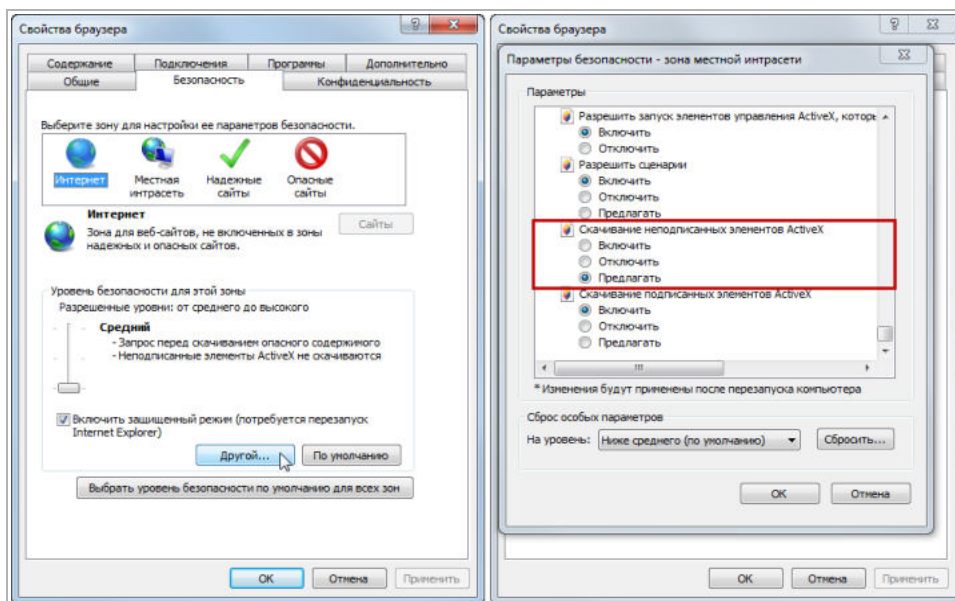 Свойства браузера
Содержание Подключения Программы Дополнительно
Общие Безопасность Конфиденциальность
Выберите зону для настройки ее параметров безопасности.
Интернет Местная интрасеть Надежные сайты Опасные сайты
Интернет
Зона для веб-сайтов, не включенных в зоны
надежных и опасных сайтов.
Сайты
Уровень безопасности для этой зоны
Разрешенные уровни: от среднего до высокого
Средний
- Запрос перед скачиванием опасного содержимого
- Неподписанные элементы ActiveX не скачиваются
Включить защищенный режим (потребуется перезапуск
Internet Explorer)
Другой... По умолчанию
Выбрать уровень безопасности по умолчанию для всех зон
OK Отмена Применить
Свойства браузера
Параметры безопасности - зона местной интрасети
Параметры
Разрешить запуск элементов управления ActiveX, которы
Включить
Отключить
Разрешить сценарии
Включить
Отключить
Предлагать
Скачивание неподписанных элементов ActiveX
Включить
Отключить
Предлагать
Скачивание подписанных элементов ActiveX
Включить
Отключить
Предлагать
*Изменения будут применены после перезапуска компьютера
Сброс особых параметров
На уровень: Ниже среднего (по умолчанию) Сбросить...
OK Отмена
OK Отмена Применить